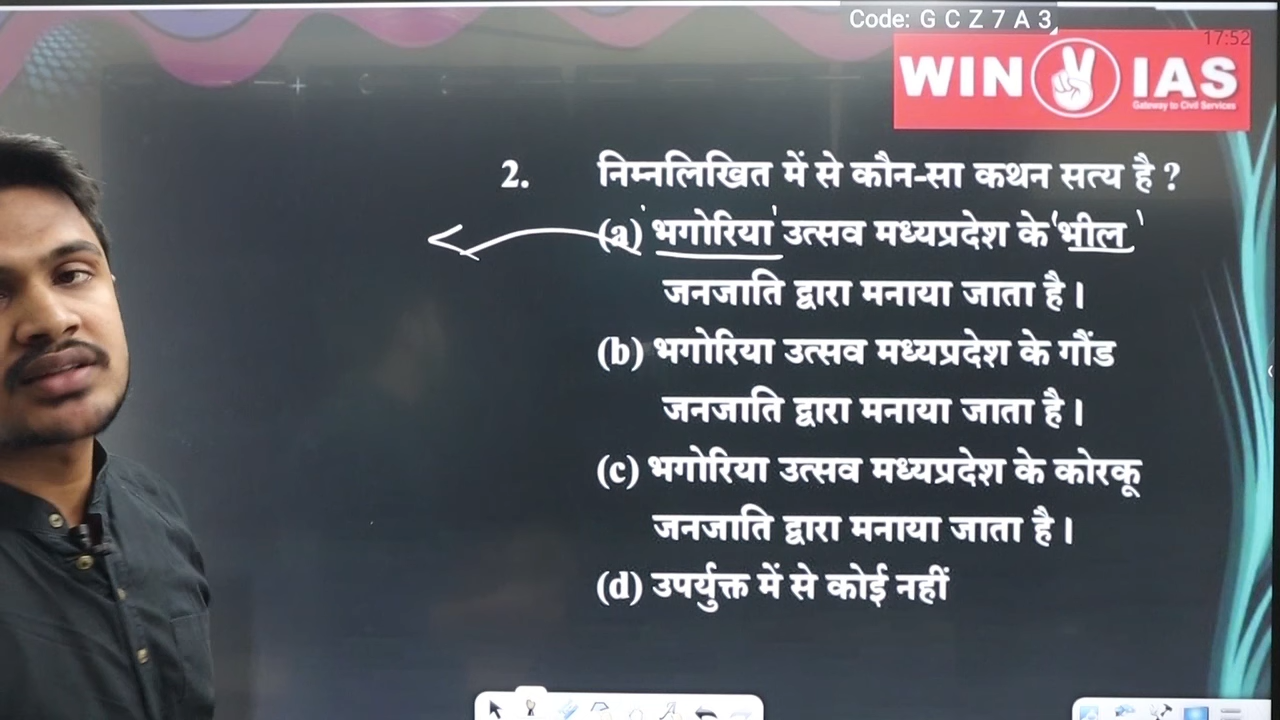 Code: G C Z 7 A 3
17:52
WIN IAS
Gateway to Civil Services
2. निम्नलिखित में से कौन-सा कथन सत्य है ?
(a) 'भगोरिया' उत्सव मध्यप्रदेश के 'भील'
जनजाति द्वारा मनाया जाता है ।
(b) भगोरिया उत्सव मध्यप्रदेश के गौंड
जनजाति द्वारा मनाया जाता है ।
(c) भगोरिया उत्सव मध्यप्रदेश के कोरकू
जनजाति द्वारा मनाया जाता है ।
(d) उपर्युक्त में से कोई नहीं